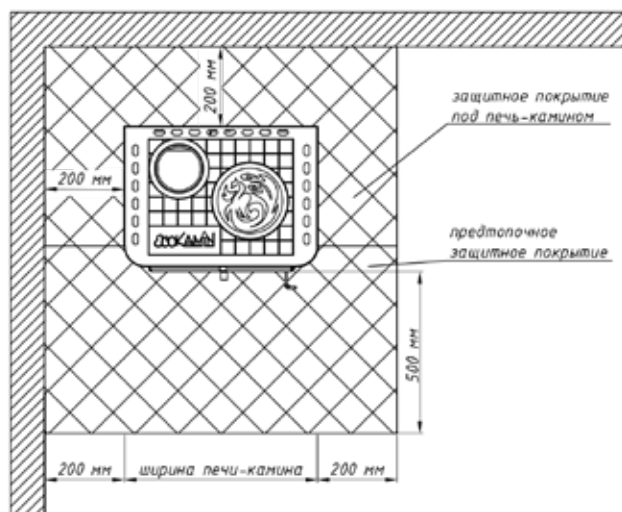 200 мм
защитное покрытие
под печь-камином
200 мм
предтопочное
защитное покрытие
500 мм
200 мм
ширина печи-камина
200 мм